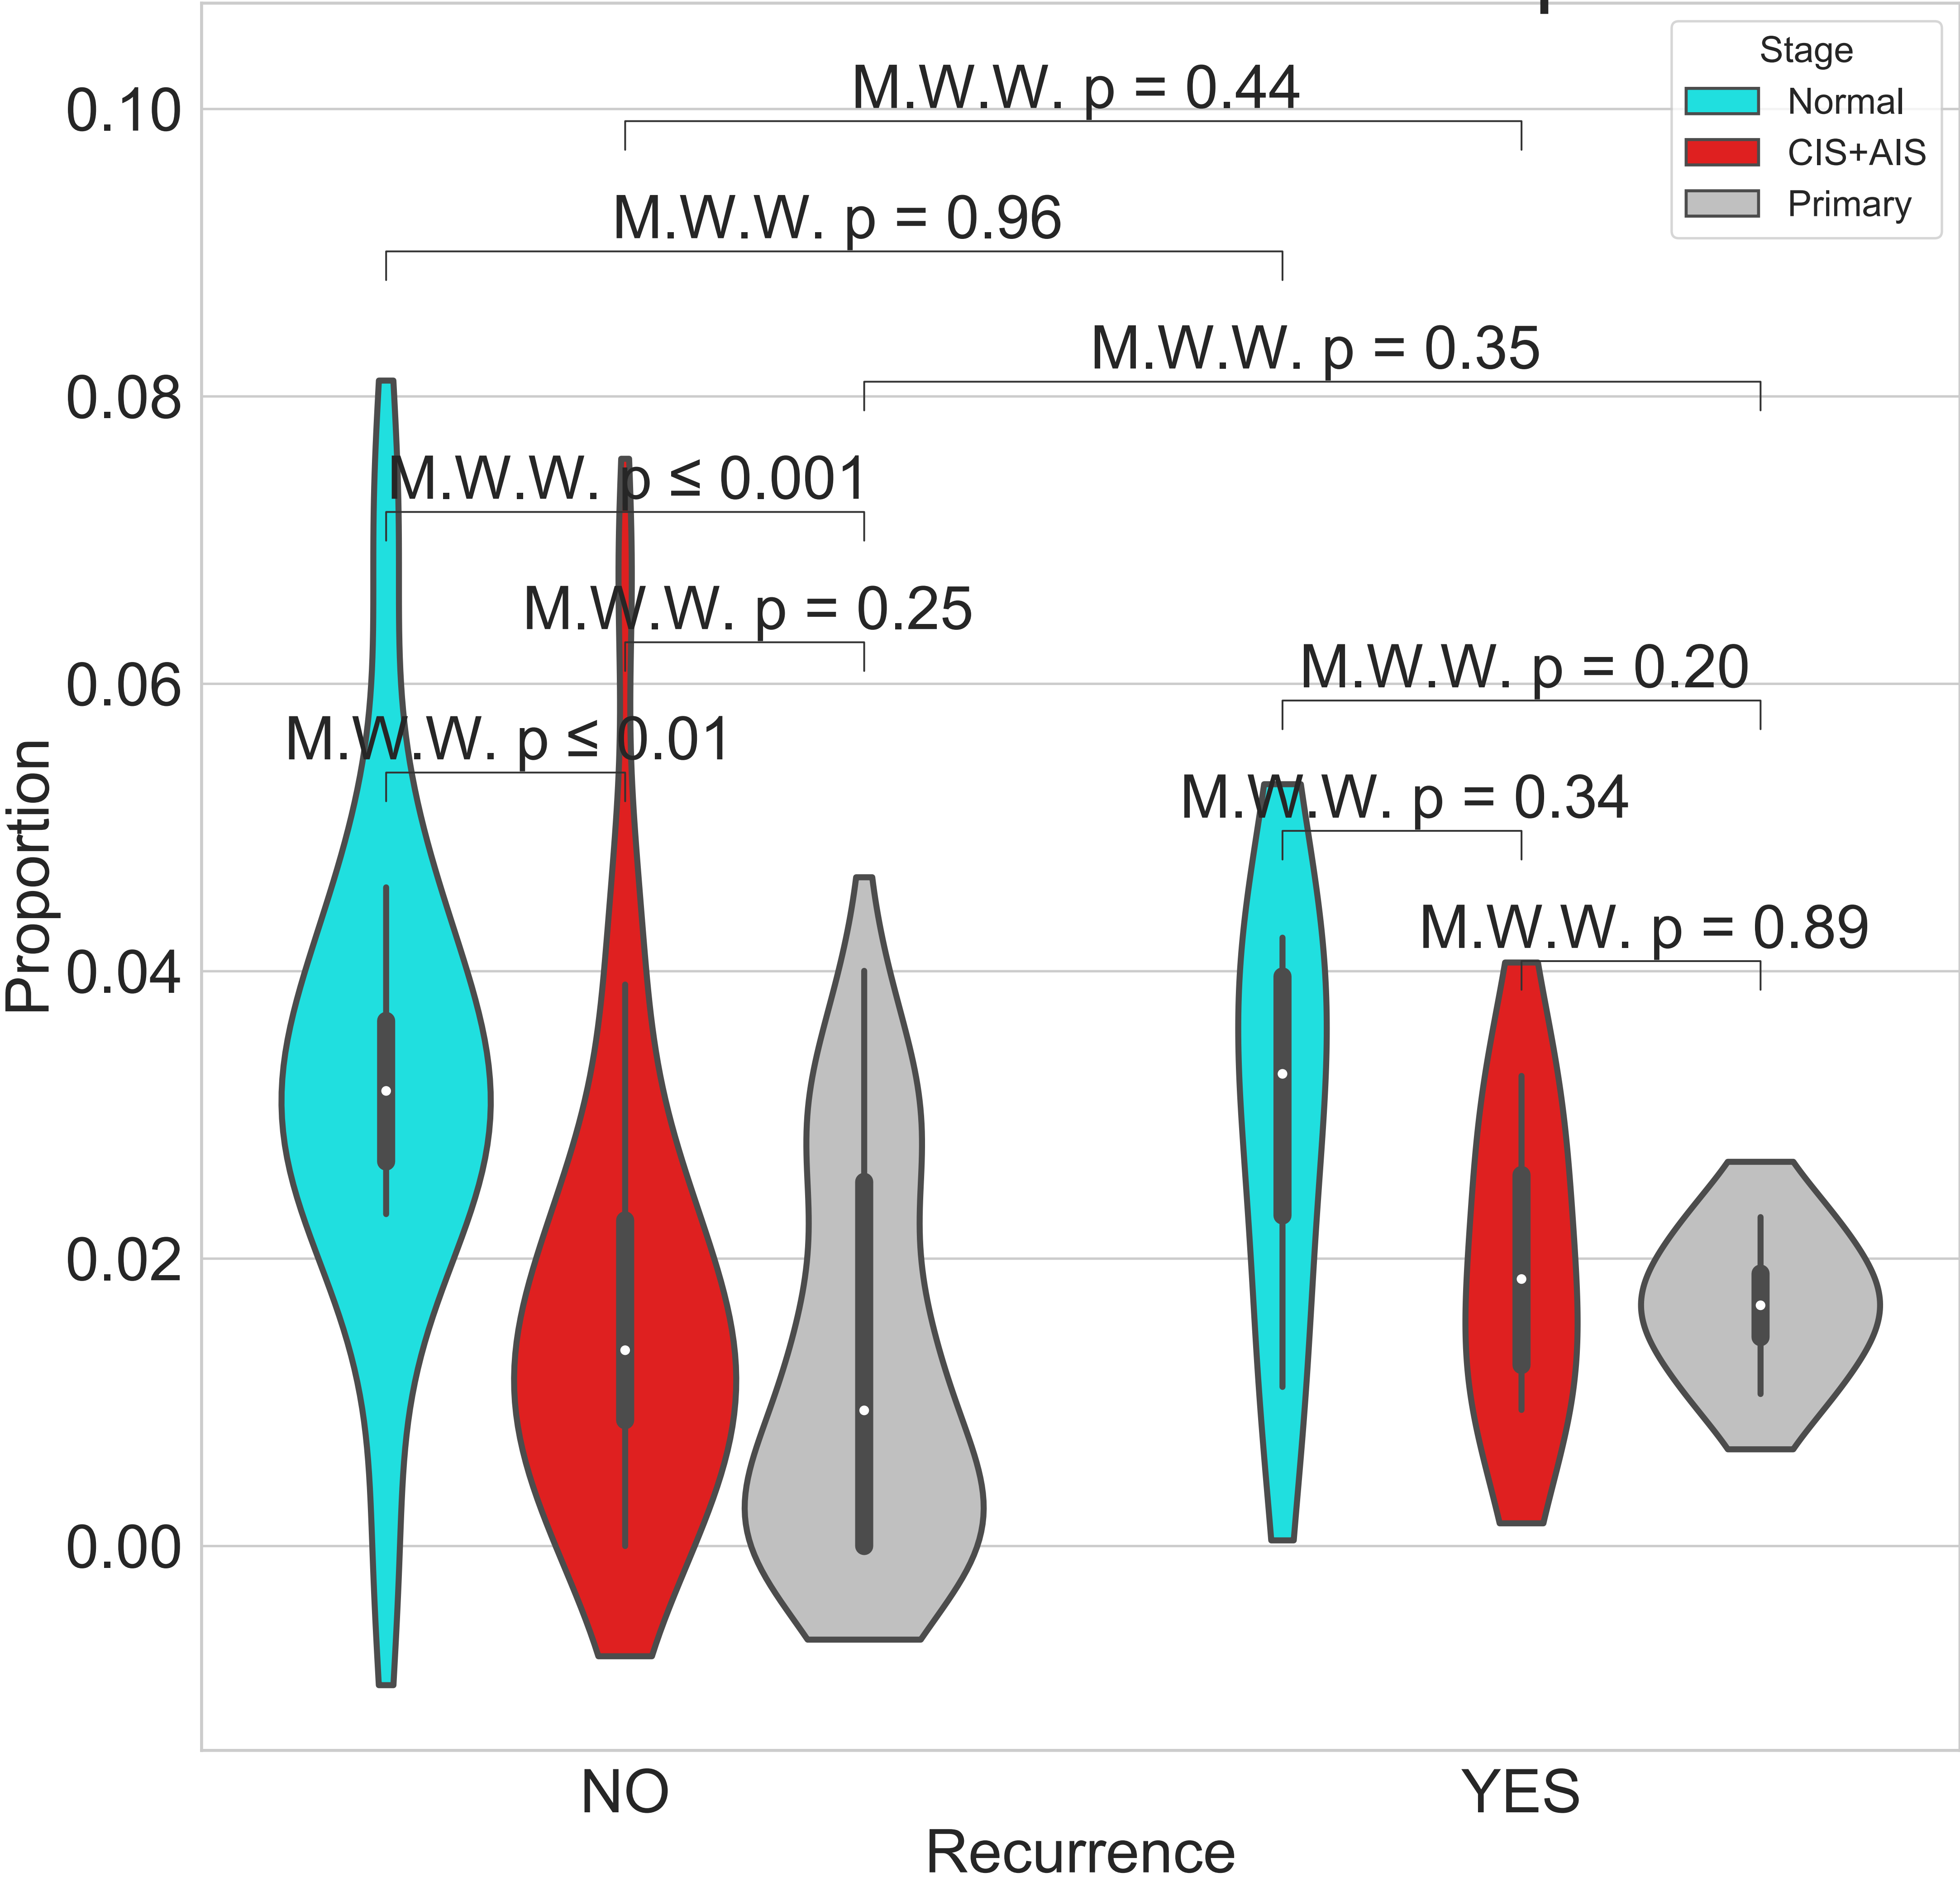 Stage
Normal
CIS+AIS
Primary
M.W.W. p = 0.44
M.W.W. p = 0.96
M.W.W. p = 0.35
M.W.W. p ≤ 0.001
M.W.W. p = 0.25
M.W.W. p = 0.20
M.W.W. p ≤ 0.01
M.W.W. p = 0.34
M.W.W. p = 0.89
0.10
0.08
0.06
0.04
0.02
0.00
Proportion
NO
YES
Recurrence